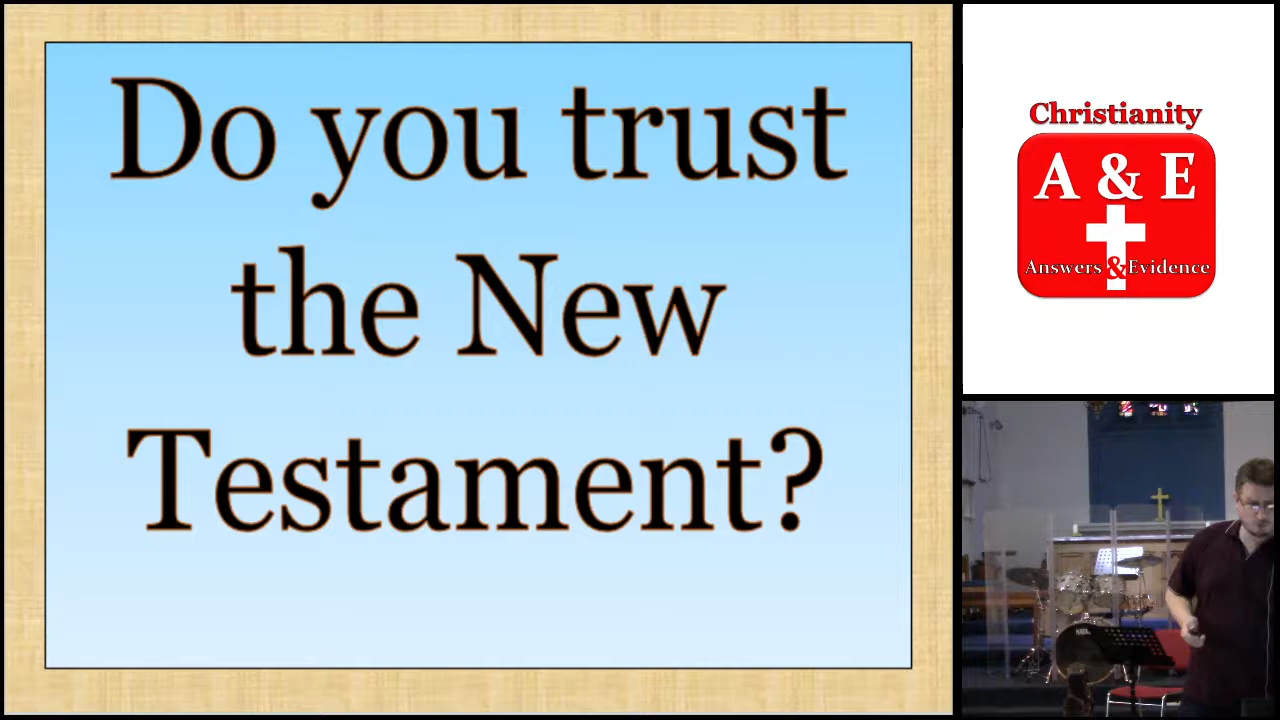 Do you trust
the New
Testament?
Christianity
A & E
Answers & Evidence